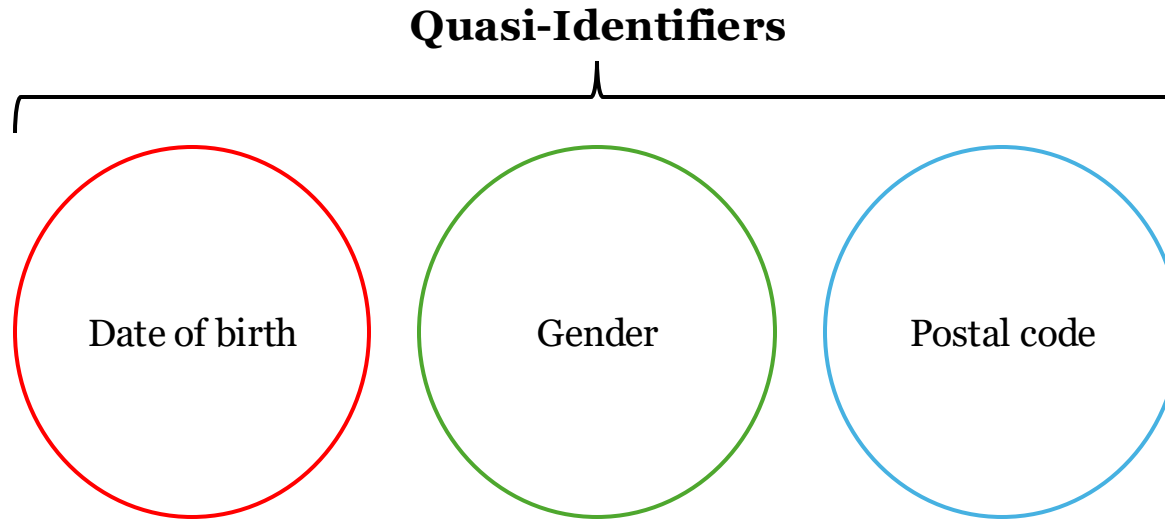 Quasi-Identifiers
Date of birth
Gender
Postal code